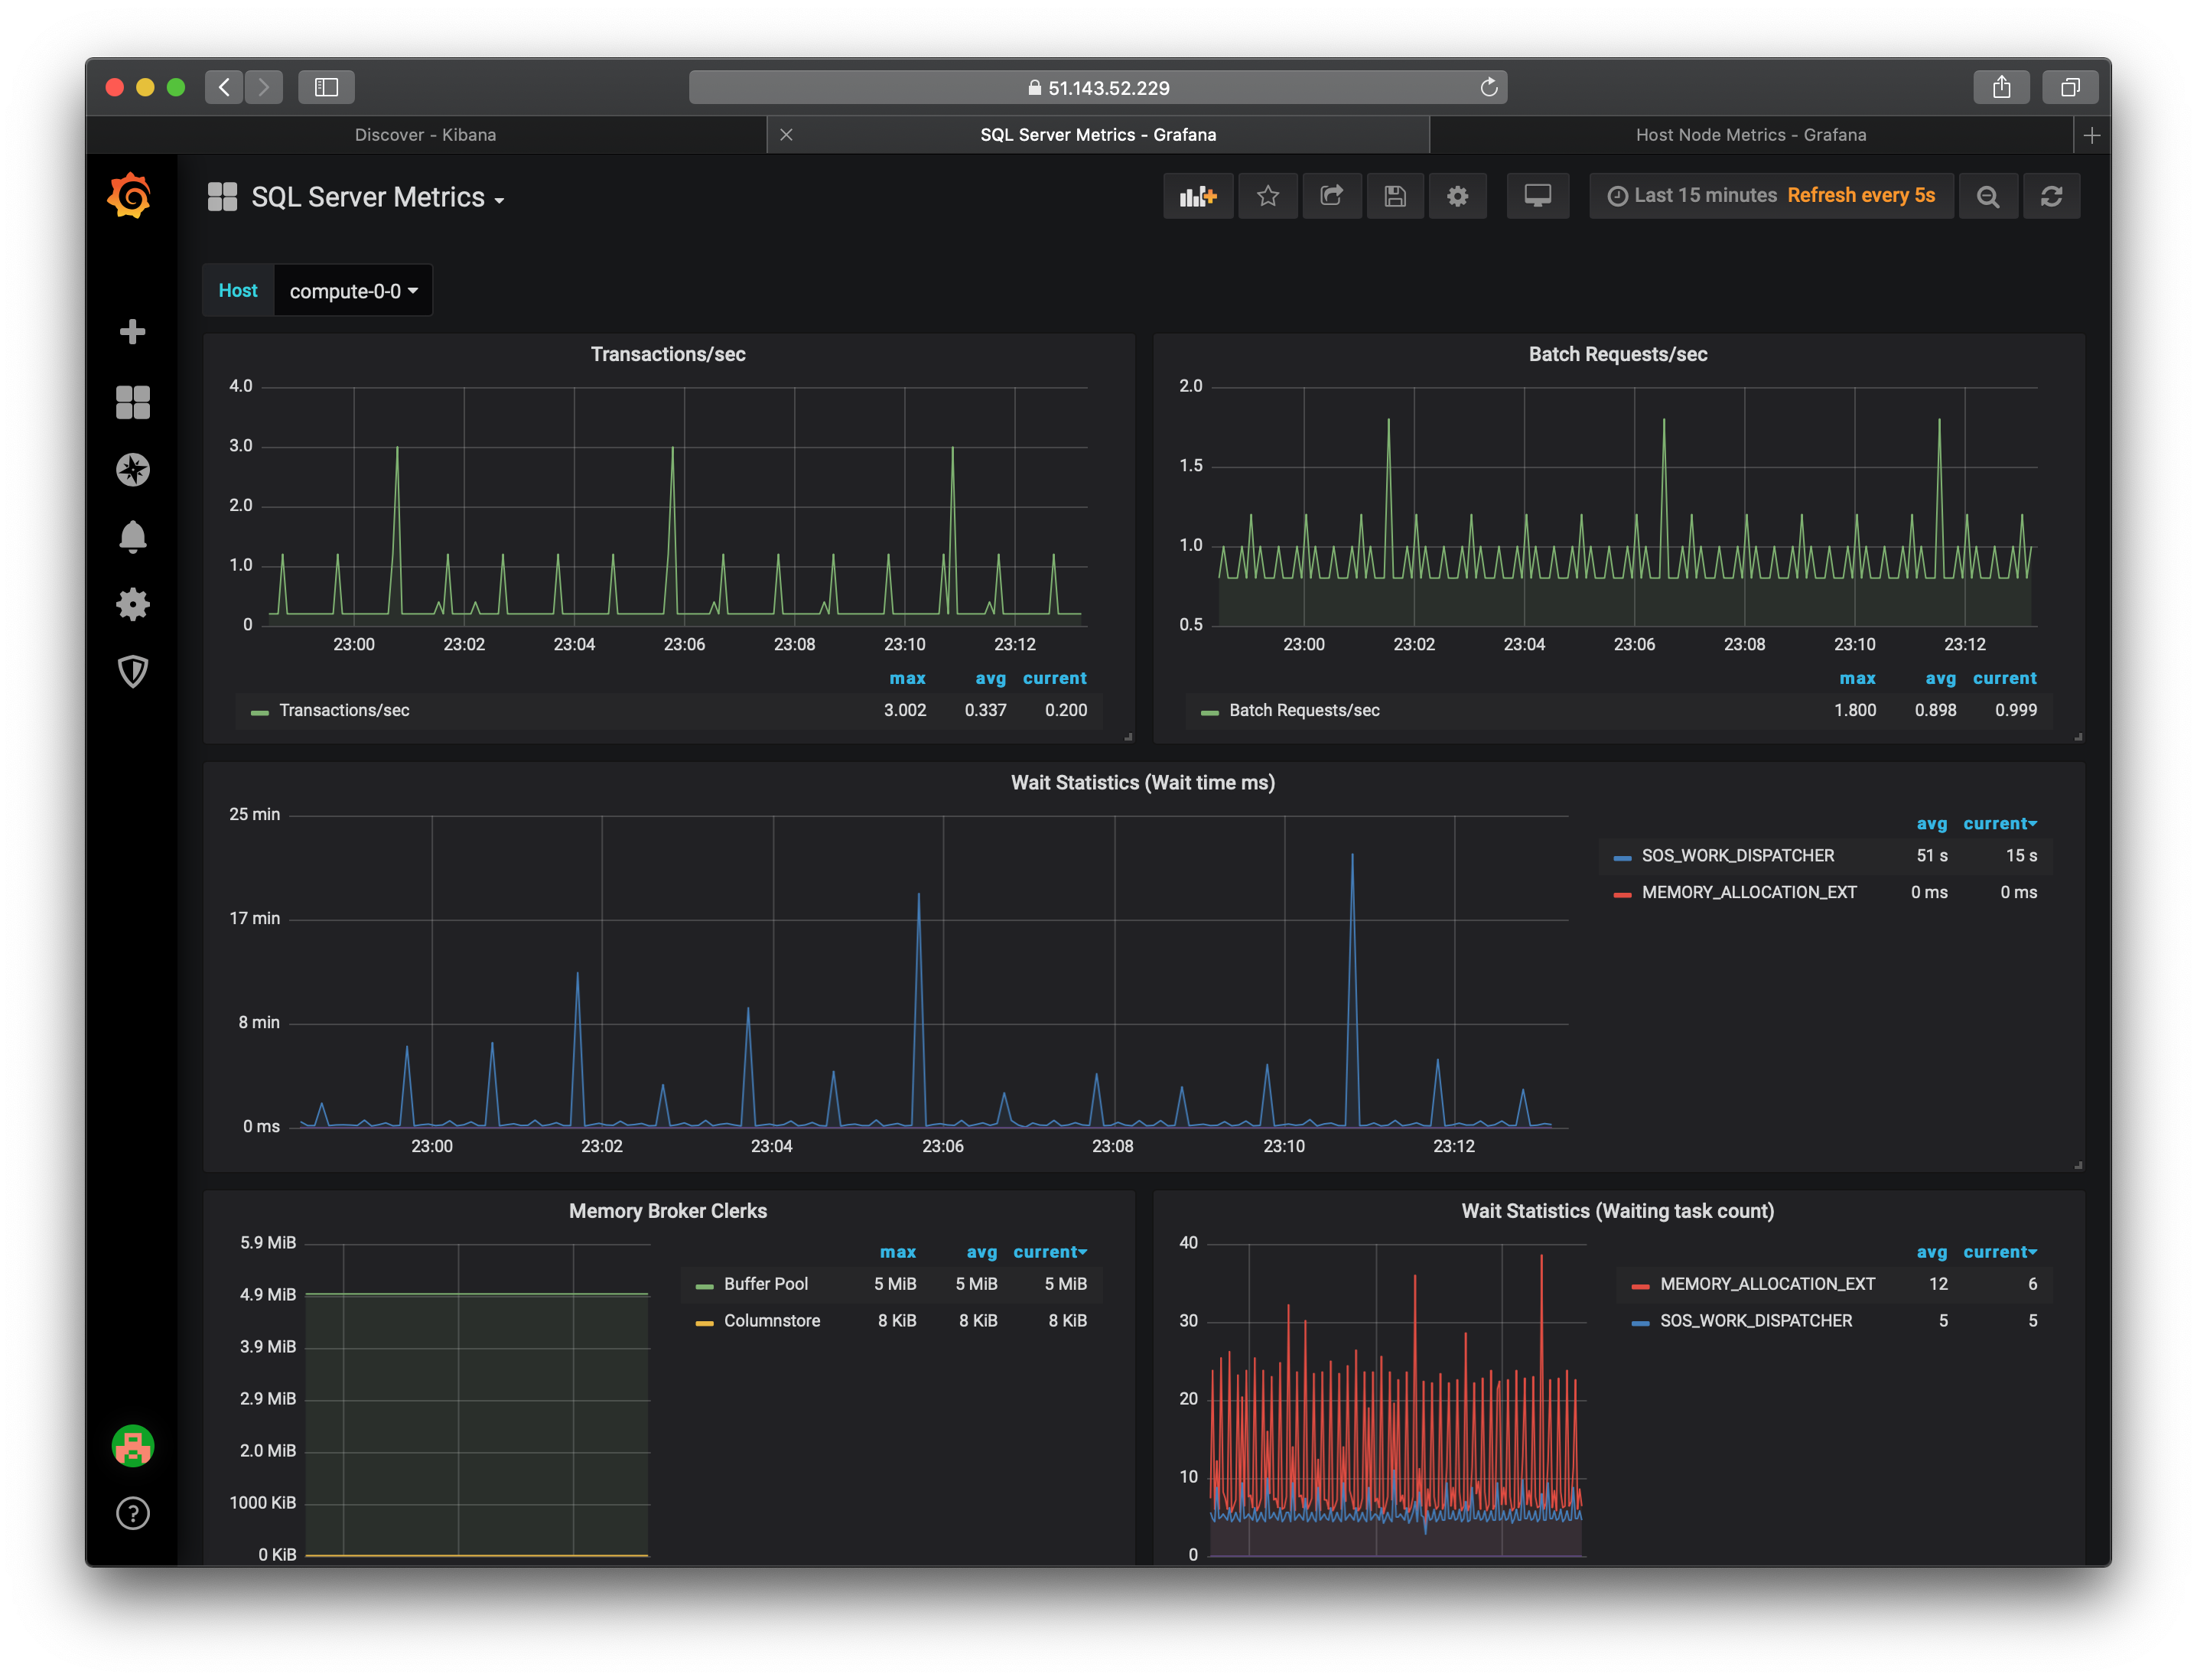 51.143.52.229
Discover - Kibana
SQL Server Metrics - Grafana
Host Node Metrics - Grafana
SQL Server Metrics
Last 15 minutes Refresh every 5s
Host compute-0-0
Transactions/sec
4.0
3.0
2.0
1.0
0
23:00 23:02 23:04 23:06 23:08 23:10 23:12
max avg current
Transactions/sec 3.002 0.337 0.200
Batch Requests/sec
2.0
1.5
1.0
0.5
23:00 23:02 23:04 23:06 23:08 23:10 23:12
max avg current
Batch Requests/sec 1.800 0.898 0.999
Wait Statistics (Wait time ms)
25 min
17 min
8 min
0 ms
23:00 23:02 23:04 23:06 23:08 23:10 23:12
avg current
SOS_WORK_DISPATCHER 51 s 15 s
MEMORY_ALLOCATION_EXT 0 ms 0 ms
Memory Broker Clerks
5.9 MiB
4.9 MiB
3.9 MiB
2.9 MiB
2.0 MiB
1000 KiB
0 KiB
max avg current
Buffer Pool 5 MiB 5 MiB 5 MiB
Columnstore 8 KiB 8 KiB 8 KiB
Wait Statistics (Waiting task count)
40
30
20
10
0
avg current
MEMORY_ALLOCATION_EXT 12 6
SOS_WORK_DISPATCHER 5 5